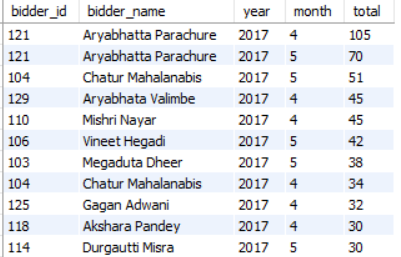 bidder_id bidder_name year month total
121 Aryabhatta Parachure 2017 4 105
121 Aryabhatta Parachure 2017 5 70
104 Chatur Mahalanabis 2017 5 51
129 Aryabhata Valimbe 2017 4 45
110 Mishri Nayar 2017 4 45
106 Vineet Hegadi 2017 5 42
103 Megaduta Dheer 2017 5 38
104 Chatur Mahalanabis 2017 4 34
125 Gagan Adwani 2017 4 32
118 Akshara Pandey 2017 4 30
114 Durgautti Misra 2017 5 30